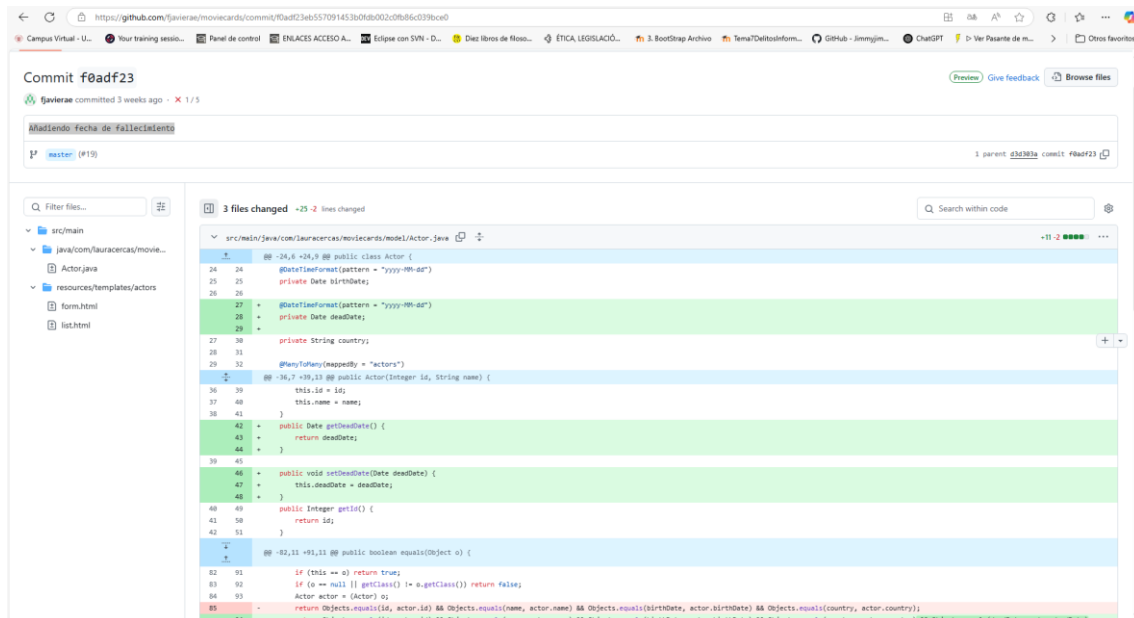 https://github.com/fjavierae/moviecards/commit/f0adf23eb557091453b0fdb002c0fb86c039bce0
Campus Virtual - U... Your training sessio... Panel de control ENLACES ACCESO A... Eclipse con SVN - D... Diez libros de filoso... ÉTICA, LEGISLACIÓ... 3. BootStrap Archivo Tema7DelitosInform... GitHub - Jimmyjim... ChatGPT Ver Pasante de m... Otros favoritos
Commit f0adf23
Preview Give feedback Browse files
fjavierae committed 3 weeks ago · 1 / 5
Añadiendo fecha de fallecimiento
master (#19) 1 parent d3d303a commit f0adf23
Filter files...
3 files changed +25 -2 lines changed
Search within code
src/main
java/com/lauracercas/movie...
Actor.java
resources/templates/actors
form.html
list.html
src/main/java/com/lauracercas/moviecards/model/Actor.java +11 -2
@@ -24,6 +24,9 @@ public class Actor {
24 24 @DateTimeFormat(pattern = "yyyy-MM-dd")
25 25 private Date birthDate;
26 26
27 + @DateTimeFormat(pattern = "yyyy-MM-dd")
28 + private Date deadDate;
29 +
27 30 private String country;
28 31
29 32 @ManyToMany(mappedBy = "actors")
@@ -36,7 +39,13 @@ public Actor(Integer id, String name) {
36 39 this.id = id;
37 40 this.name = name;
38 41 }
42 + public Date getDeadDate() {
43 + return deadDate;
44 + }
39 45
46 + public void setDeadDate(Date deadDate) {
47 + this.deadDate = deadDate;
48 + }
40 49 public Integer getId() {
41 50 return id;
42 51 }
@@ -82,11 +91,11 @@ public boolean equals(Object o) {
82 91 if (this == o) return true;
83 92 if (o == null || getClass() != o.getClass()) return false;
84 93 Actor actor = (Actor) o;
85 - return Objects.equals(id, actor.id) && Objects.equals(name, actor.name) && Objects.equals(birthDate, actor.birthDate) && Objects.equals(country, actor.country);